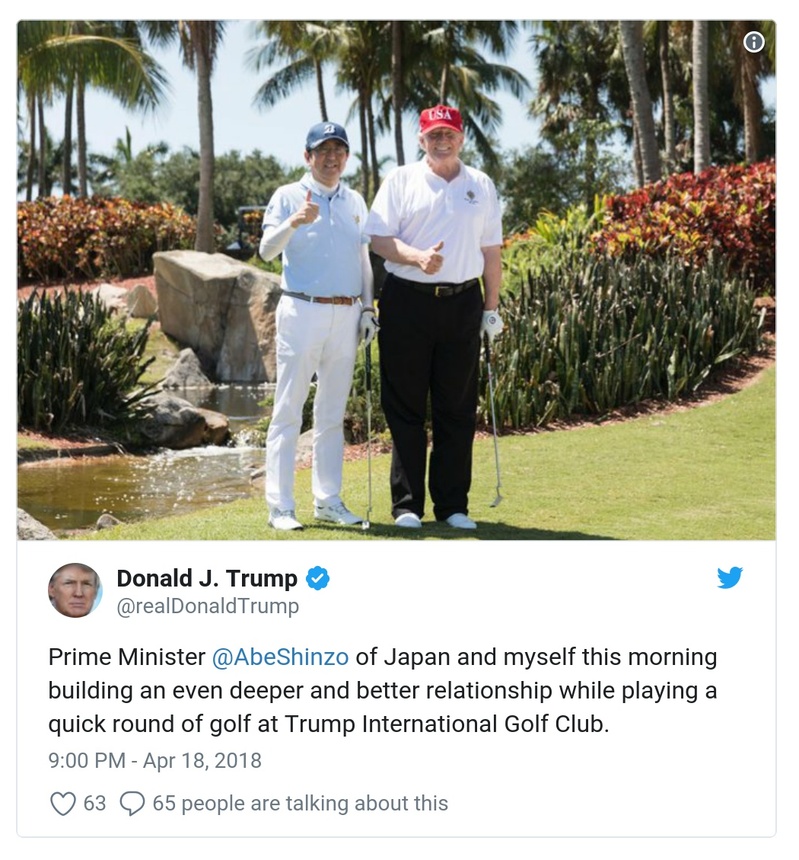 B
USA
Donald J. Trump
@realDonaldTrump
Prime Minister @AbeShinzo of Japan and myself this morning
building an even deeper and better relationship while playing a
quick round of golf at Trump International Golf Club.
9:00 PM - Apr 18, 2018
63 65 people are talking about this